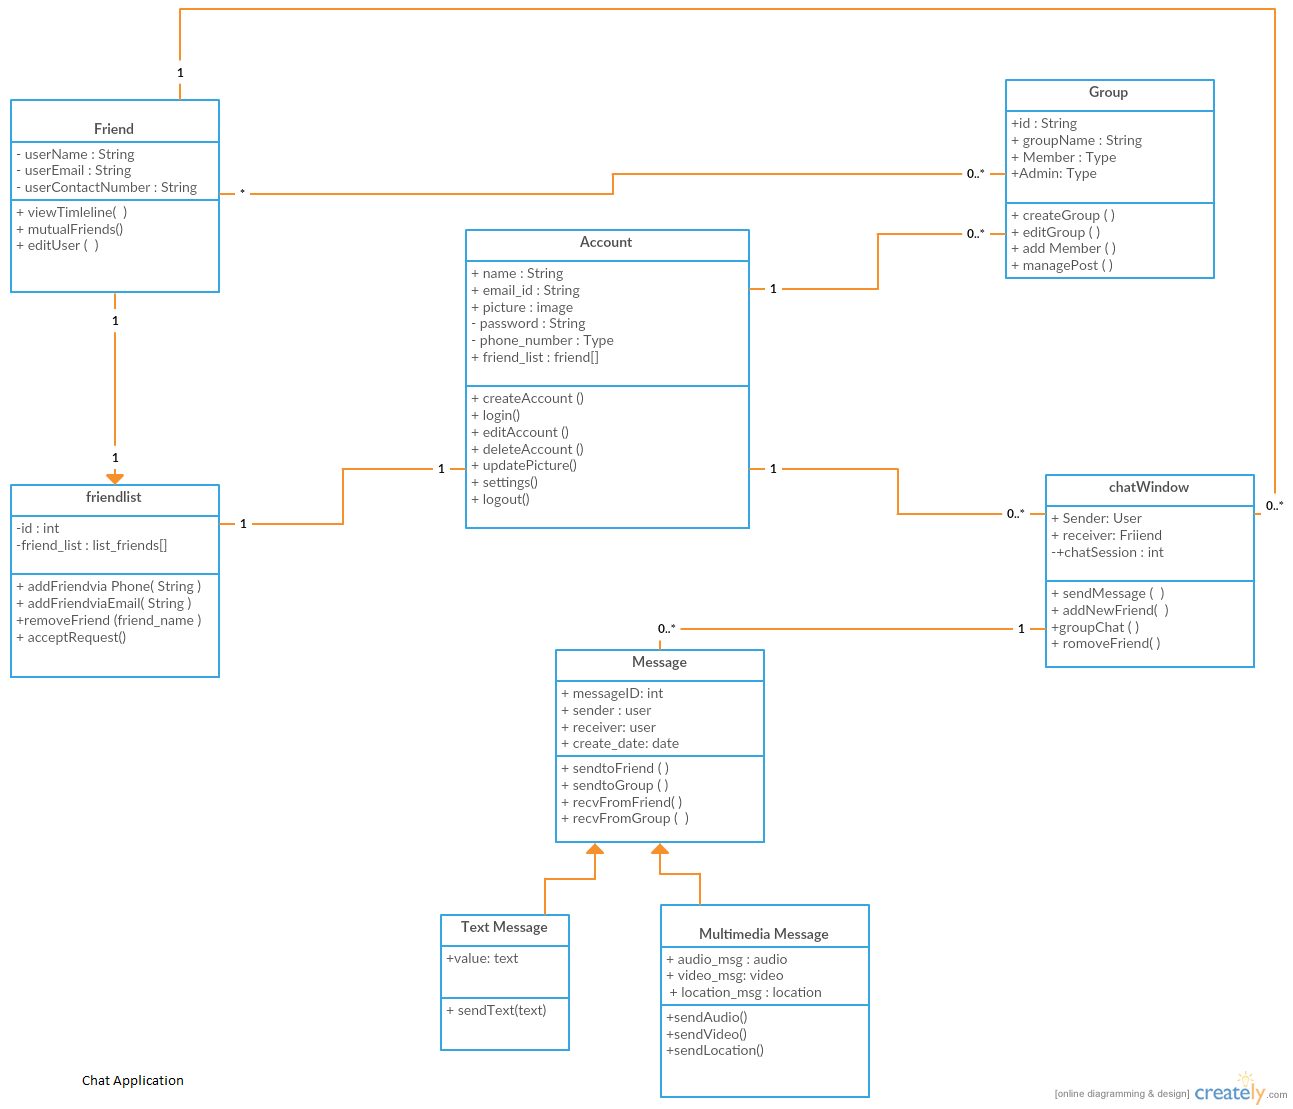 1
Friend
- userName : String
- userEmail : String
- userContactNumber : String
+ viewTimleline(  )
+ mutualFriends()
+ editUser (  )
*
0..*
Group
+id : String
+ groupName : String
+ Member : Type
+Admin: Type
+ createGroup ( )
+ editGroup ( )
+ add Member ( )
+ managePost ( )
0..*
1
Account
+ name : String
+ email_id : String
+ picture : image
- password : String
- phone_number : Type
+ friend_list : friend[]
+ createAccount ()
+ login()
+ editAccount ()
+ deleteAccount ()
+ updatePicture()
+ settings()
+ logout()
1
1
1
1
friendlist
-id : int
-friend_list : list_friends[]
+ addFriendvia Phone( String )
+ addFriendviaEmail( String )
+removeFriend (friend_name )
+ acceptRequest()
1
0..*
0..*
chatWindow
+ Sender: User
+ receiver: Friiend
-+chatSession : int
+ sendMessage (  )
+ addNewFriend(  )
+groupChat ( )
+ romoveFriend( )
1
0..*
1
Message
+ messageID: int
+ sender : user
+ receiver: user
+ create_date: date
+ sendtoFriend ( )
+ sendtoGroup ( )
+ recvFromFriend( )
+ recvFromGroup (  )
Text Message
+value: text
+ sendText(text)
Multimedia Message
+ audio_msg : audio
+ video_msg: video
+ location_msg : location
+sendAudio()
+sendVideo()
+sendLocation()
Chat Application
[online diagramming & design] creately.com